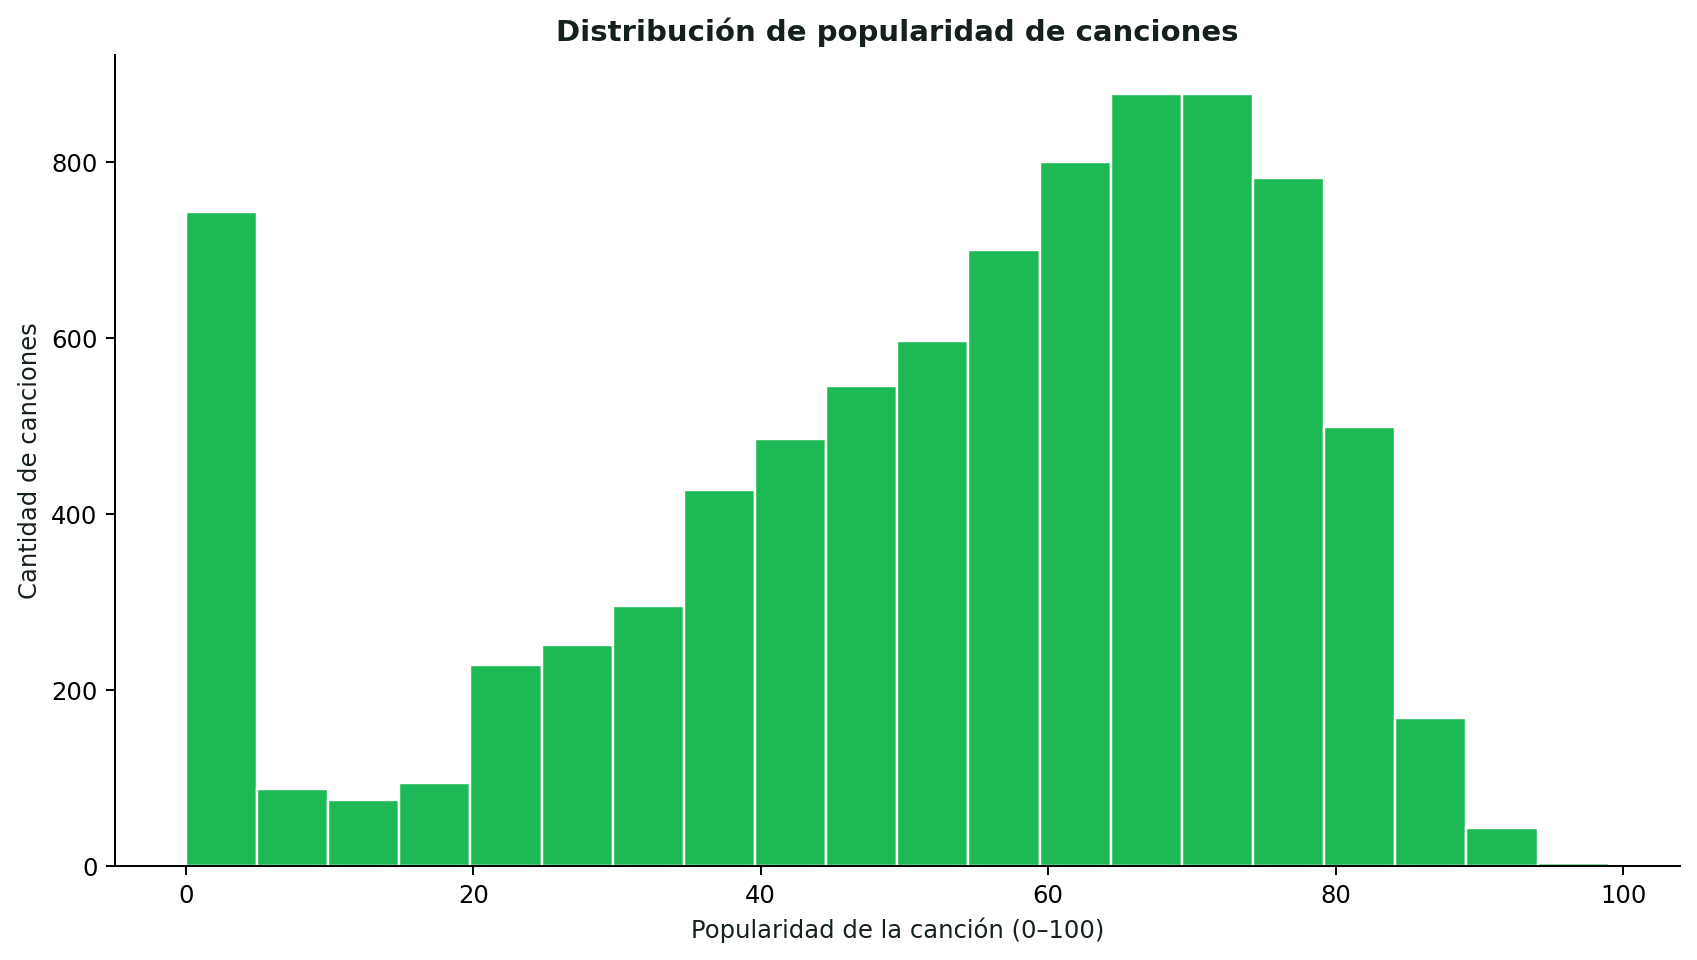 Distribución de popularidad de canciones
Cantidad de canciones
800
600
400
200
0
0 20 40 60 80 100
Popularidad de la canción (0–100)